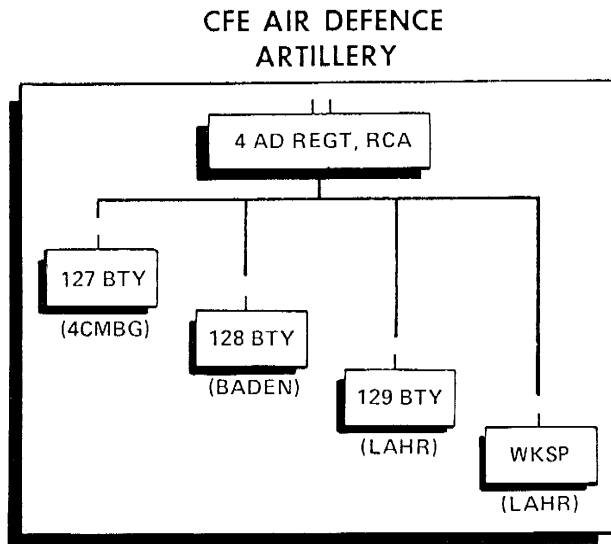 CFE AIR DEFENCE
ARTILLERY
4 AD REGT, RCA
127 BTY
(4CMBG)
128 BTY
(BADEN)
129 BTY
(LAHR)
WKSP
(LAHR)